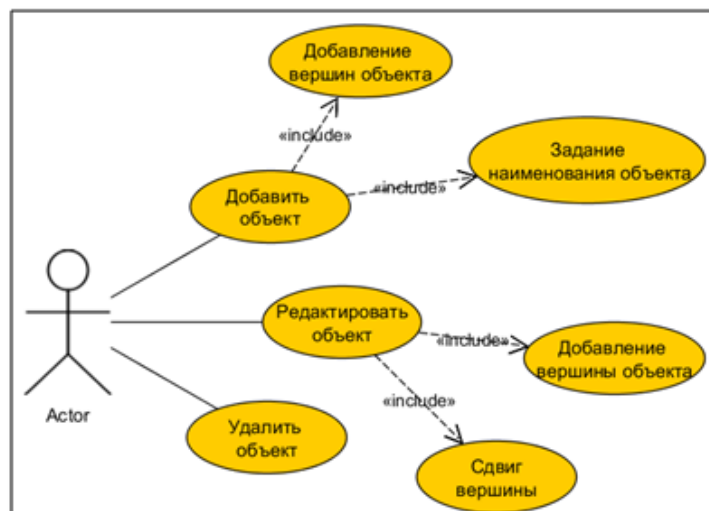 Добавление
вершин объекта
«include»
Задание
наименования объекта
Добавить
объект
«include»
Редактировать
объект
«include»
Добавление
вершины объекта
«include»
Actor
Удалить
объект
Сдвиг
вершины